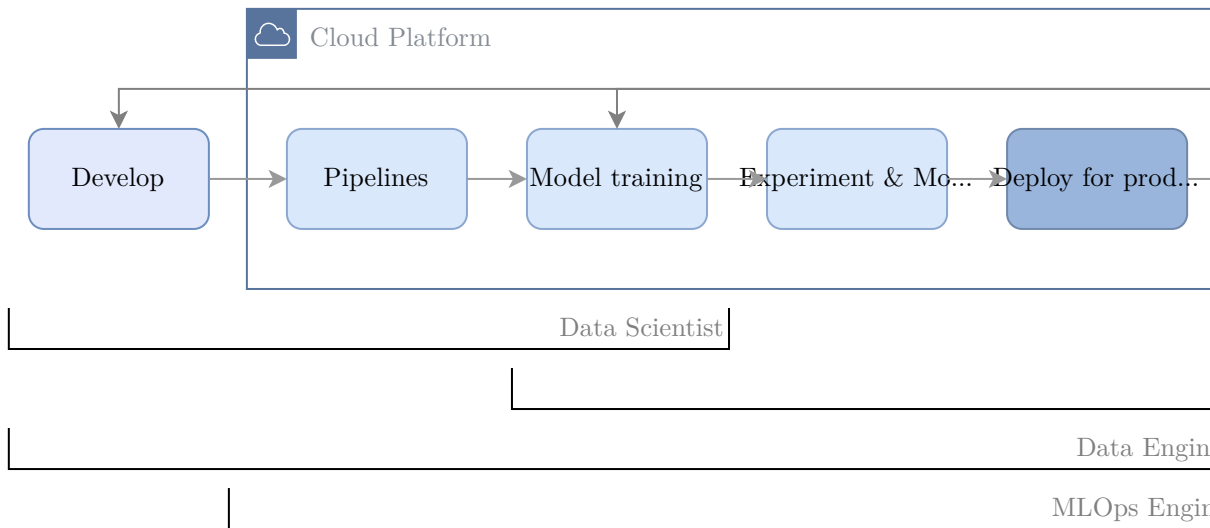 Cloud Platform
Develop
Pipelines
Model training
Experiment & Mo...
Deploy for prod...
Data Scientist
Data Engin
MLOps Engin